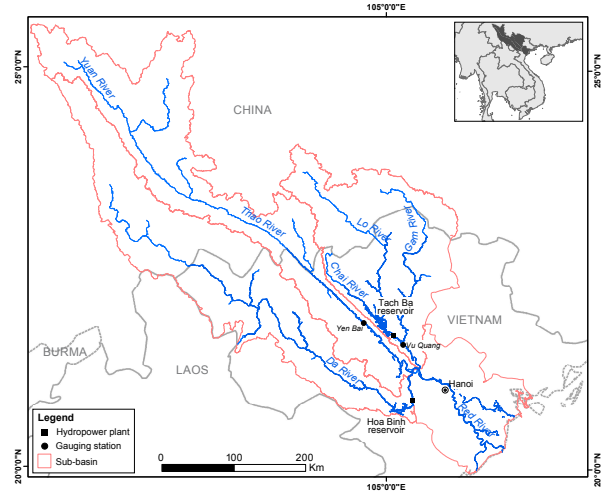 105°0'0"E
25°0'0"N
25°0'0"N
Yuan River
CHINA
Thao River
Lo River
Gam River
Chai River
Tach Ba
reservoir
VIETNAM
Yen Bai
Vu Quang
BURMA
LAOS
Da River
Hanoi
Red River
Hoa Binh
reservoir
Legend
Hydropower plant
Gauging station
Sub-basin
0 100 200
Km
20°0'0"N
20°0'0"N
105°0'0"E